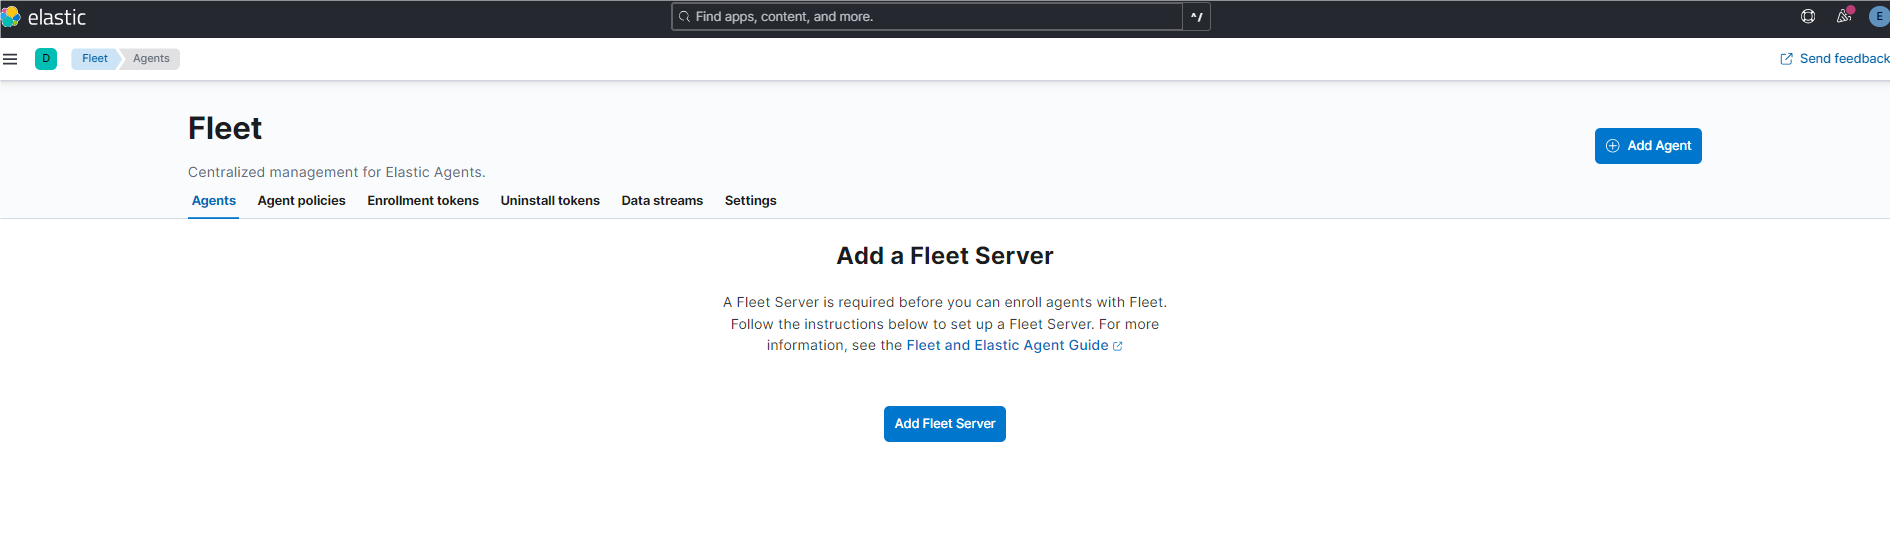 elastic
Find apps, content, and more.
^/
E
D
Fleet
Agents
Send feedback
Fleet
Add Agent
Centralized management for Elastic Agents.
Agents
Agent policies
Enrollment tokens
Uninstall tokens
Data streams
Settings
Add a Fleet Server
A Fleet Server is required before you can enroll agents with Fleet.
Follow the instructions below to set up a Fleet Server. For more
information, see the Fleet and Elastic Agent Guide
Add Fleet Server